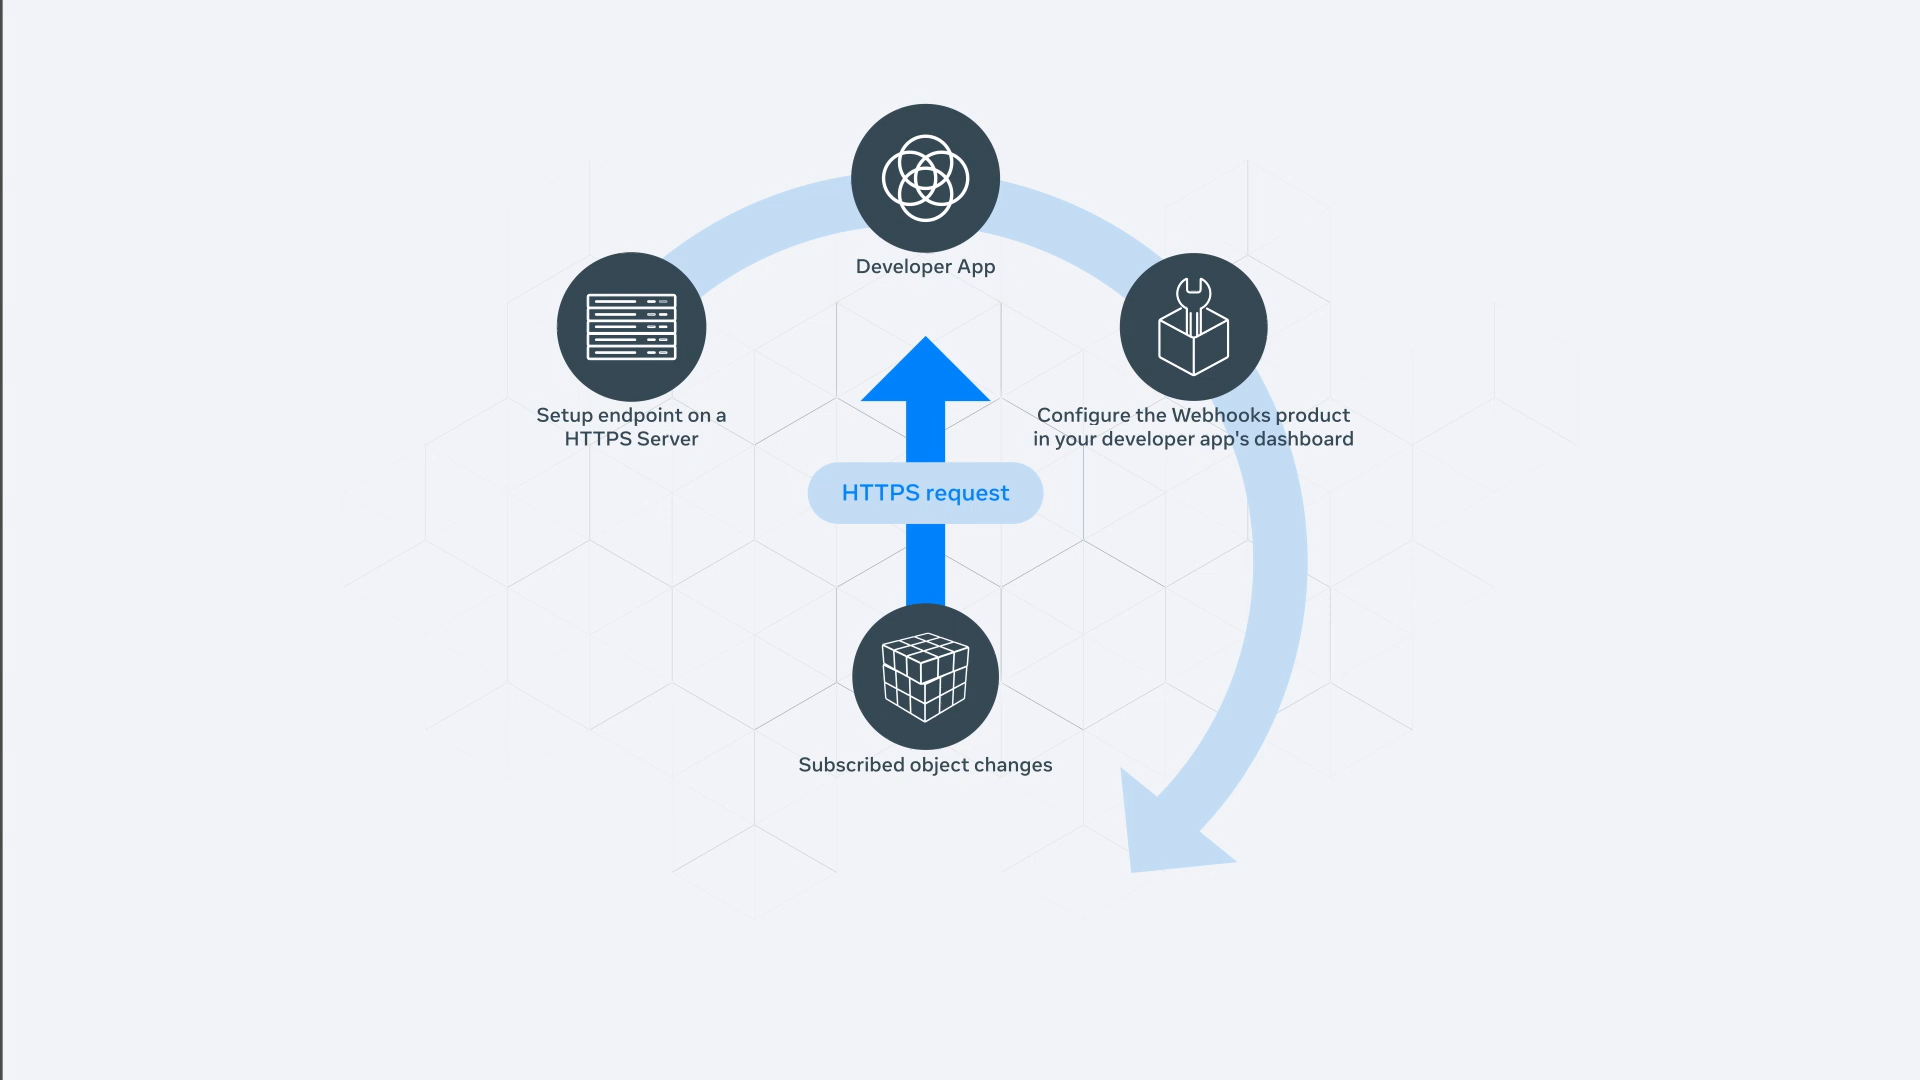 Developer App
Setup endpoint on a
HTTPS Server
Configure the Webhooks product
in your developer app's dashboard
HTTPS request
Subscribed object changes